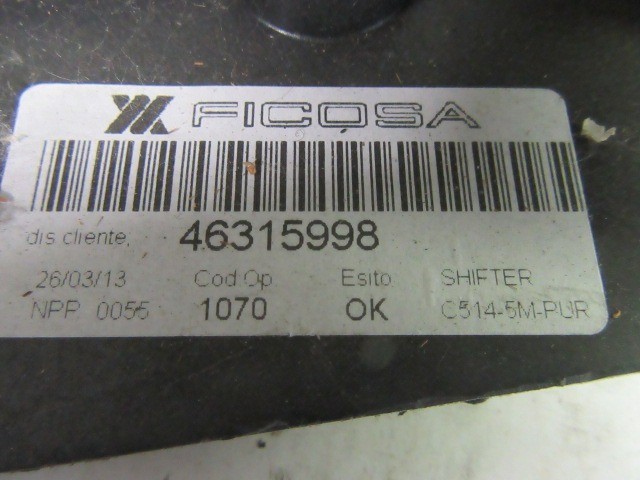 FICOSA
dis cliente, 46315998
26/03/13 Cod Op Esito SHIFTER
NPP 0055 1070 OK C514-5M-PUR